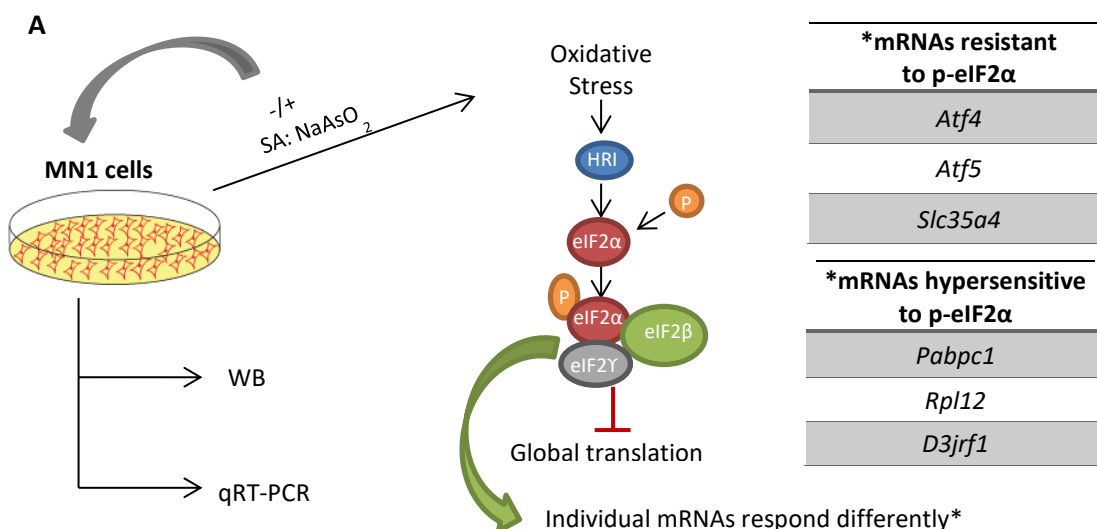 A
-/+
SA: NaAsO2
MN1 cells
WB
qRT-PCR
Oxidative
Stress
HRI
P
eIF2α
P
eIF2α
eIF2β
eIF2ϒ
Global translation
Individual mRNAs respond differently*
*mRNAs resistant
to p-eIF2α
Atf4
Atf5
Slc35a4
*mRNAs hypersensitive
to p-eIF2α
Pabpc1
Rpl12
D3jrf1